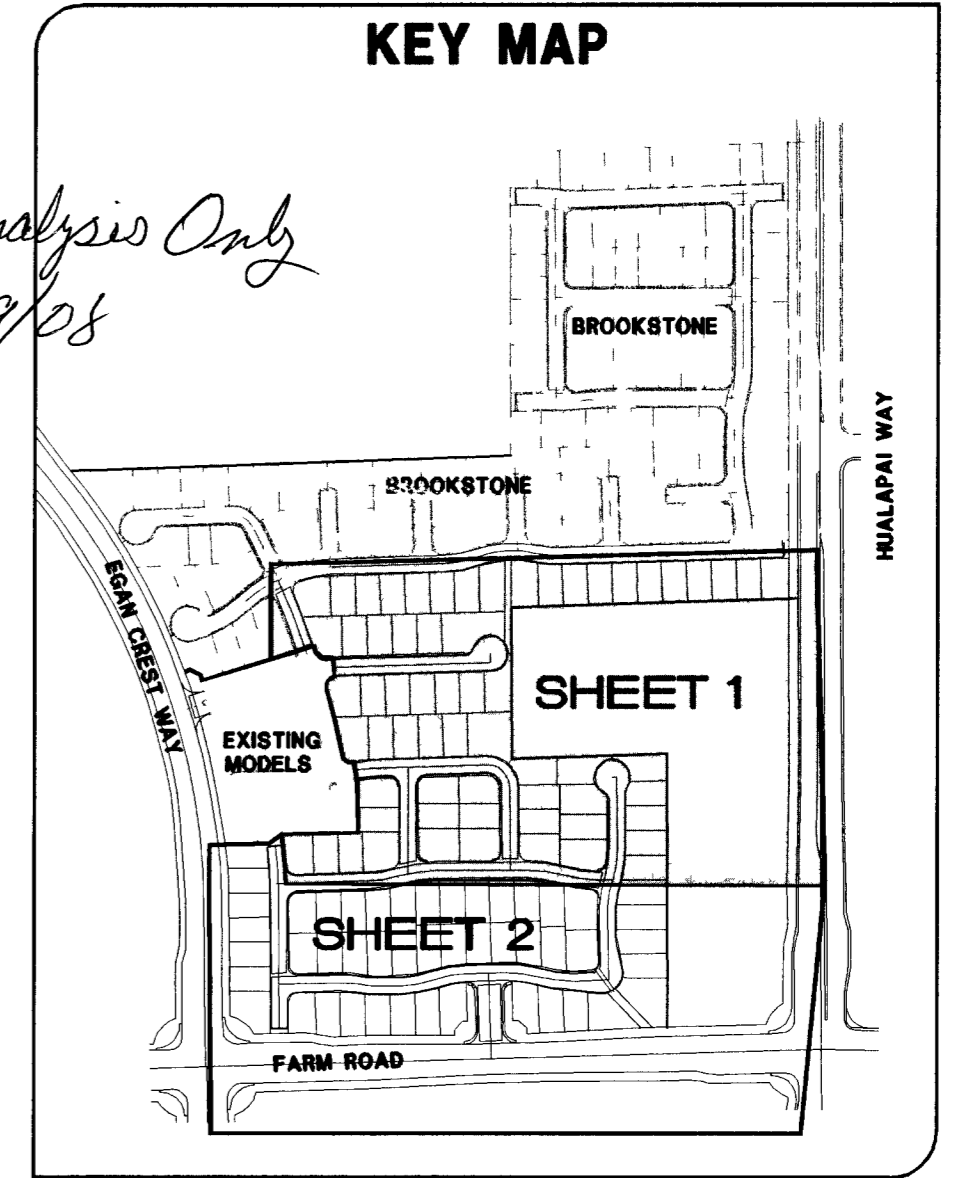 KEY MAP
Only
/08
BROOKSTONE
HUALAPAI WAY
BROOKSTONE
EGAN CREST WAY
SHEET 1
EXISTING
MODELS
SHEET 2
FARM ROAD